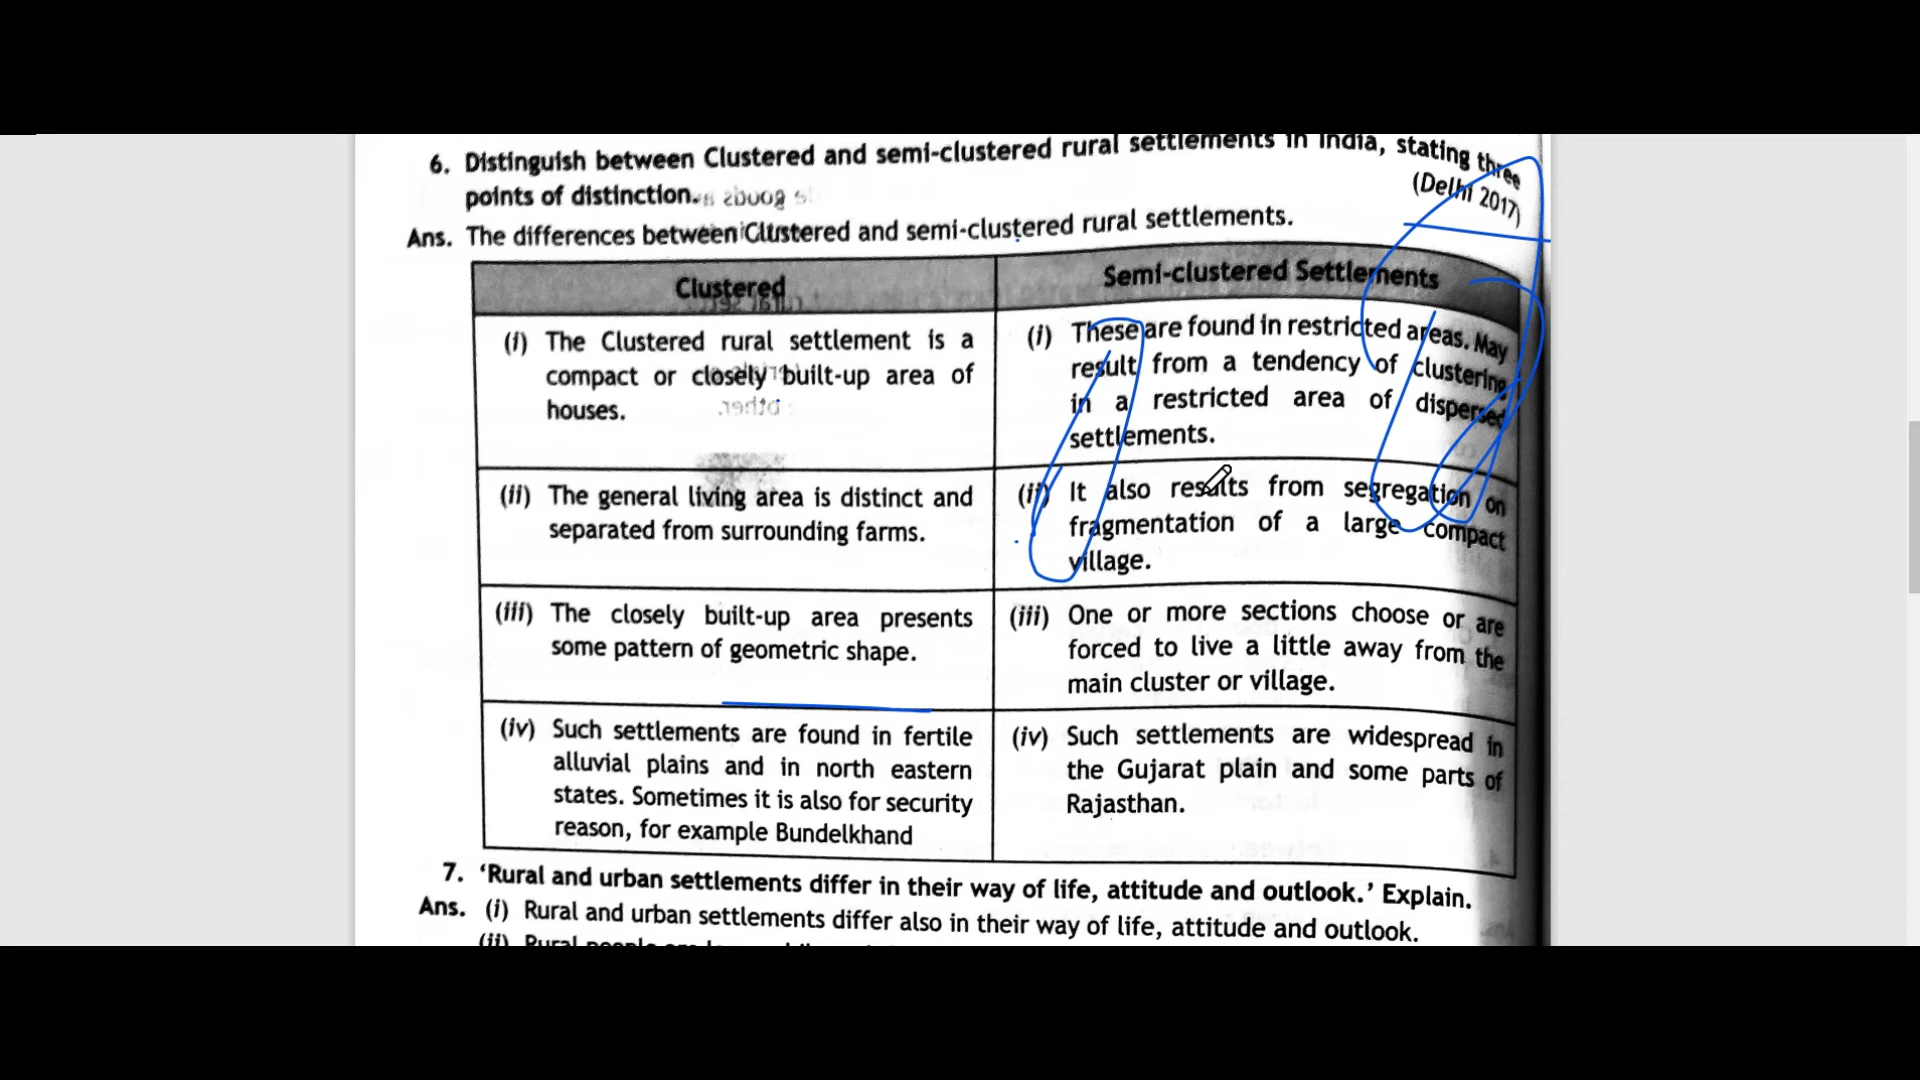 6. Distinguish between Clustered and semi-clustered rural settlements in India, stating three
points of distinction.
(Delhi 2017)
Ans. The differences between Clustered and semi-clustered rural settlements.
Clustered
Semi-clustered Settlements
(i) The Clustered rural settlement is a
compact or closely built-up area of
houses.
(i) These are found in restricted areas. May
result from a tendency of clustering
in a restricted area of dispersed
settlements.
(ii) The general living area is distinct and
separated from surrounding farms.
(ii) It also results from segregation on
fragmentation of a large compact
village.
(iii) The closely built-up area presents
some pattern of geometric shape.
(iii) One or more sections choose or are
forced to live a little away from the
main cluster or village.
(iv) Such settlements are found in fertile
alluvial plains and in north eastern
states. Sometimes it is also for security
reason, for example Bundelkhand
(iv) Such settlements are widespread in
the Gujarat plain and some parts of
Rajasthan.
7. ‘Rural and urban settlements differ in their way of life, attitude and outlook.’ Explain.
Ans. (i) Rural and urban settlements differ also in their way of life, attitude and outlook.
(ii) Rural people are less